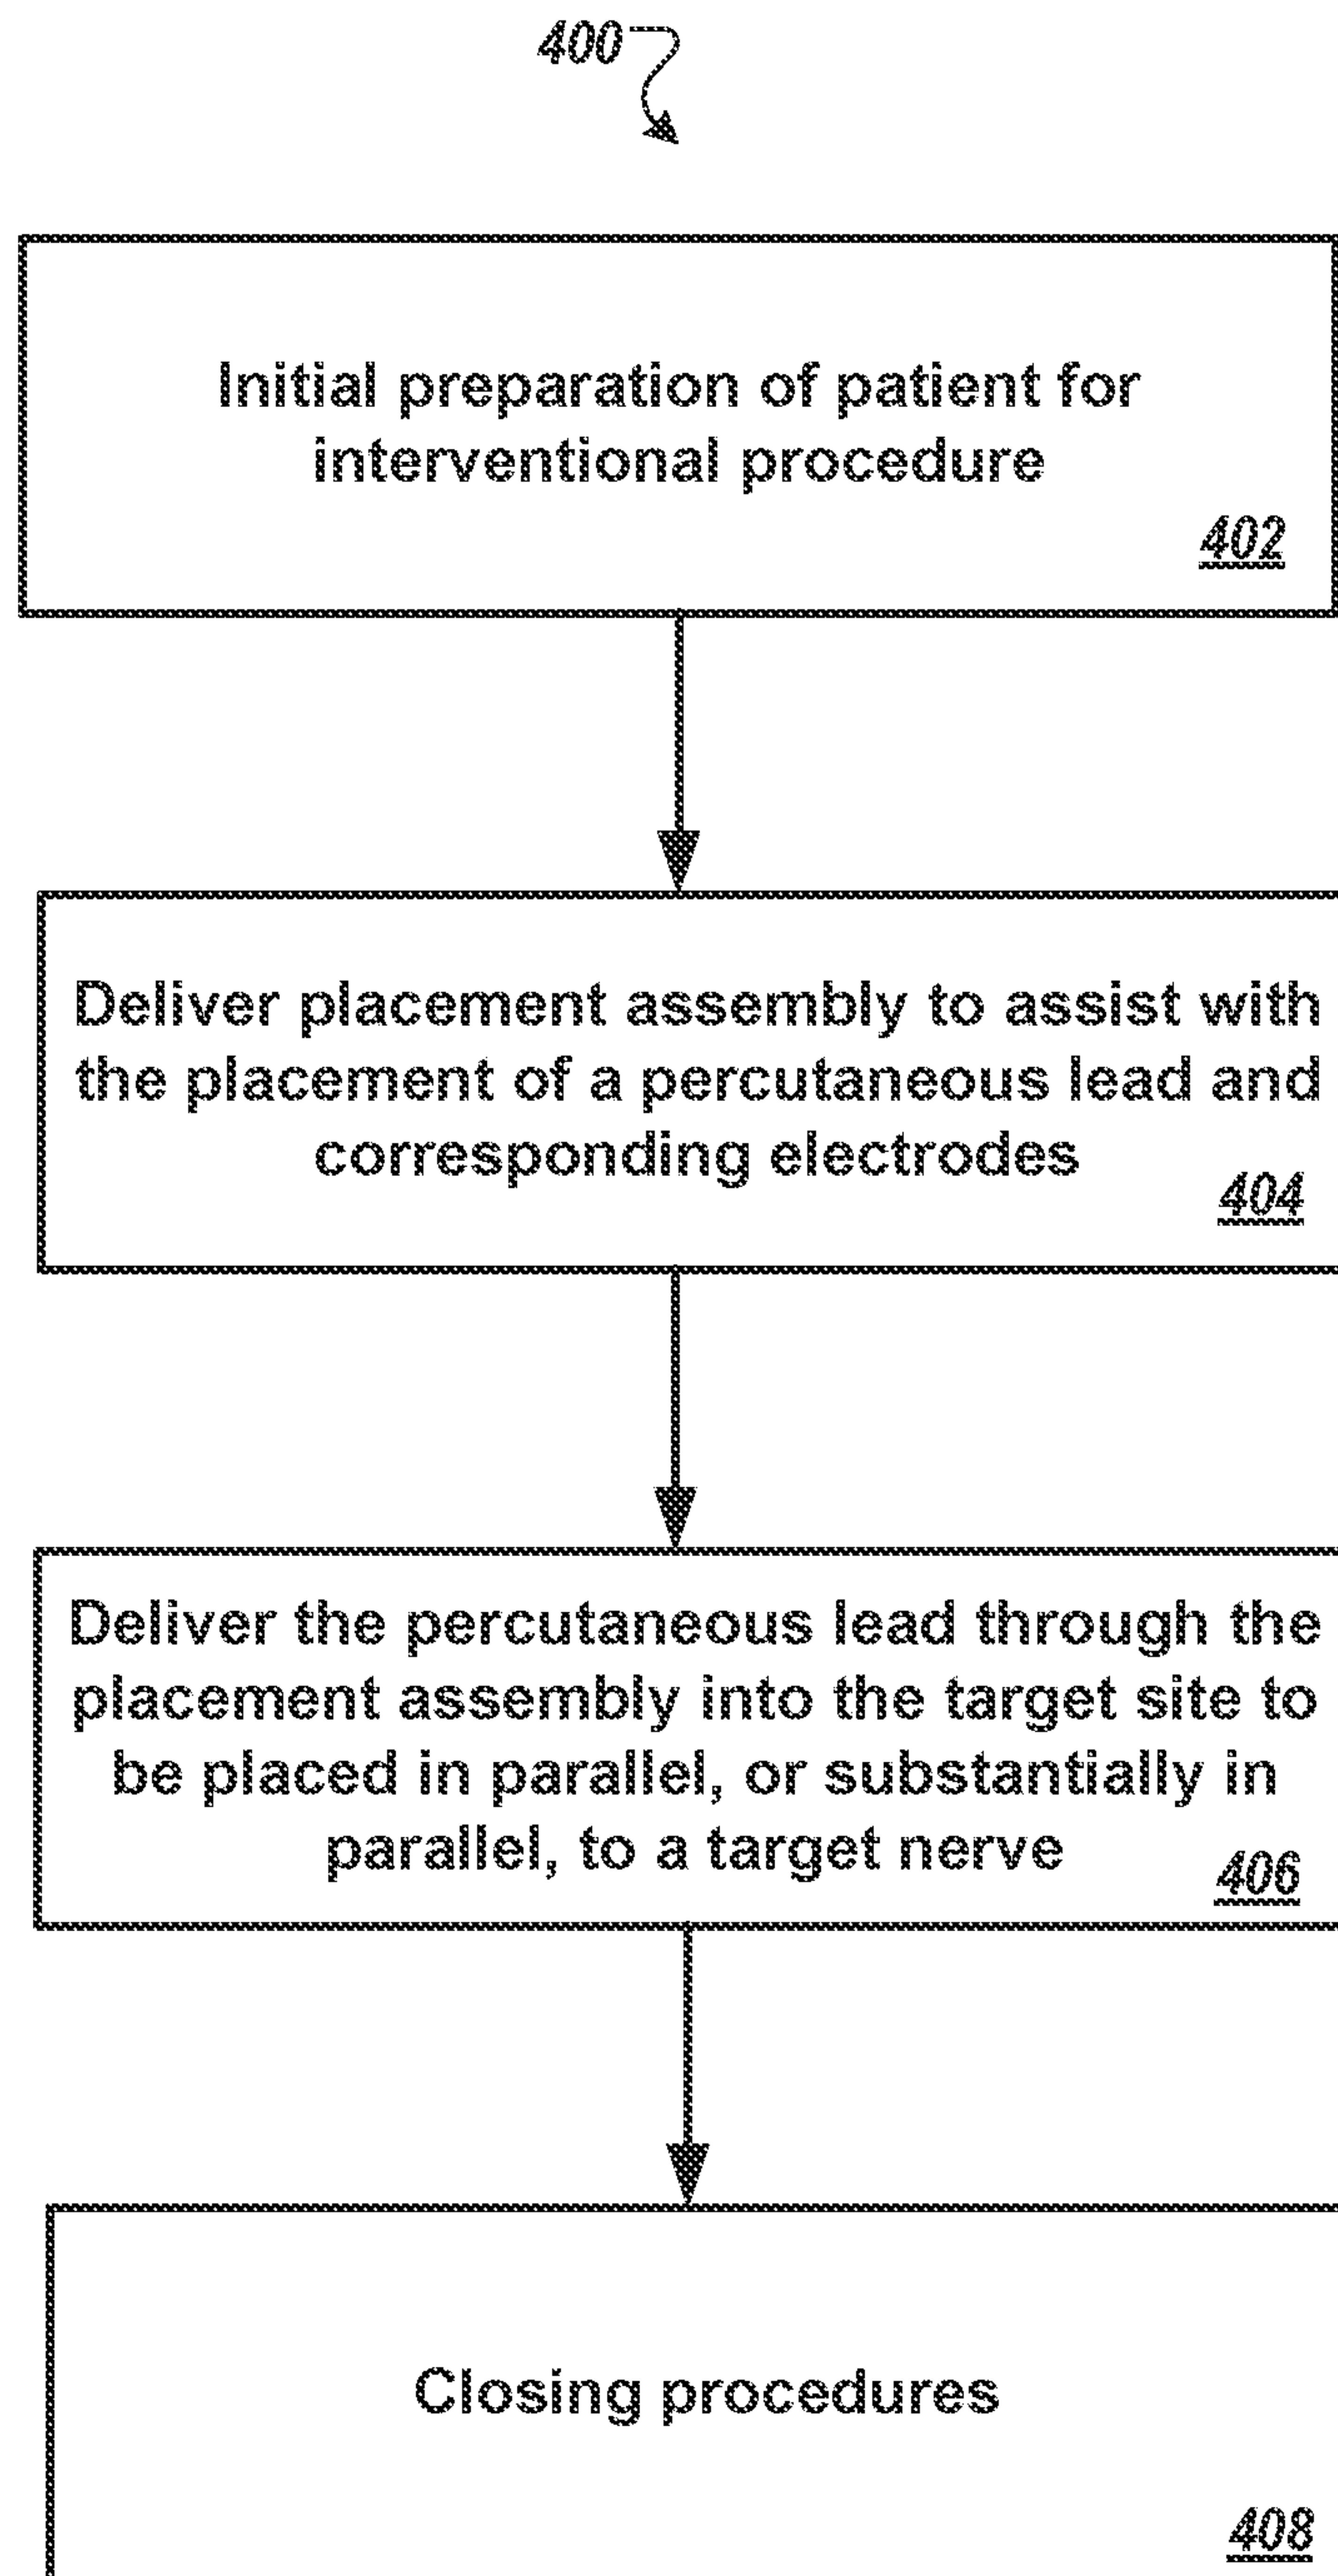 400
Initial preparation of patient for
interventional procedure
402
Deliver placement assembly to assist with
the placement of a percutaneous lead and
corresponding electrodes
404
Deliver the percutaneous lead through the
placement assembly into the target site to
be placed in parallel, or substantially in
parallel, to a target nerve
406
Closing procedures
408